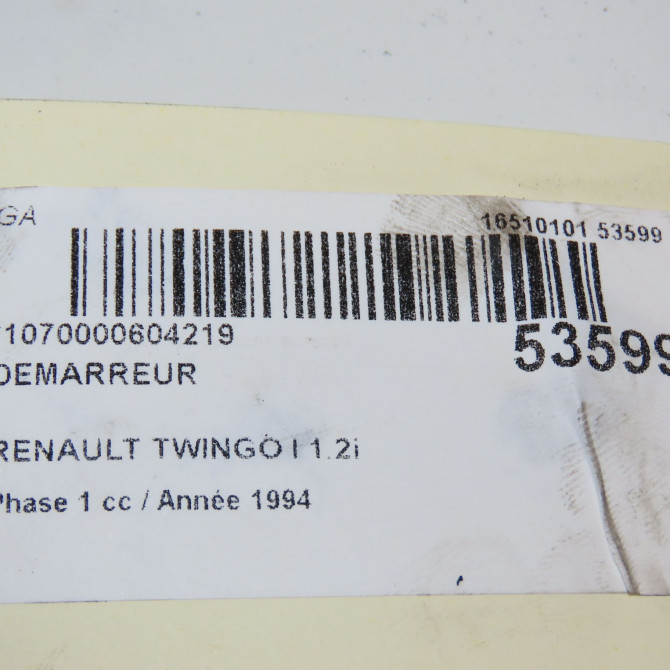 GA
16510101 53599
1070000604219
DEMARREUR
53599
RENAULT TWINGO I 1.2i
Phase 1 cc / Année 1994